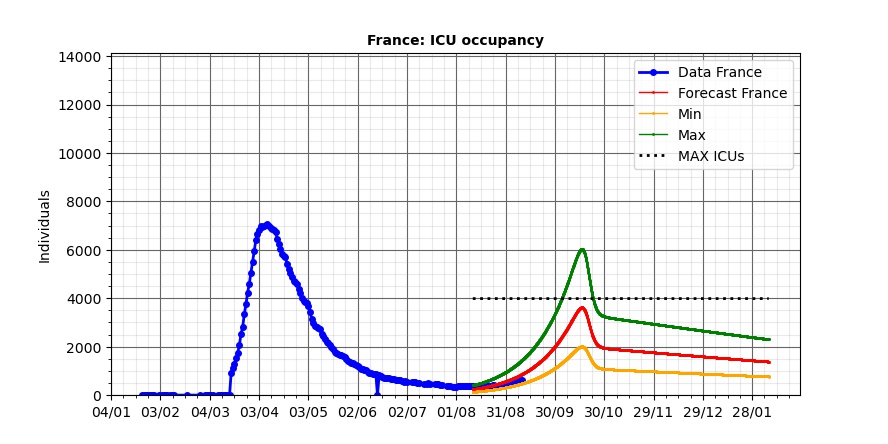 France: ICU occupancy
14000
12000
10000
8000
6000
4000
2000
0
Individuals
Data France
Forecast France
Min
Max
MAX ICUs
04/01 03/02 04/03 03/04 03/05 02/06 02/07 01/08 31/08 30/09 30/10 29/11 29/12 28/01